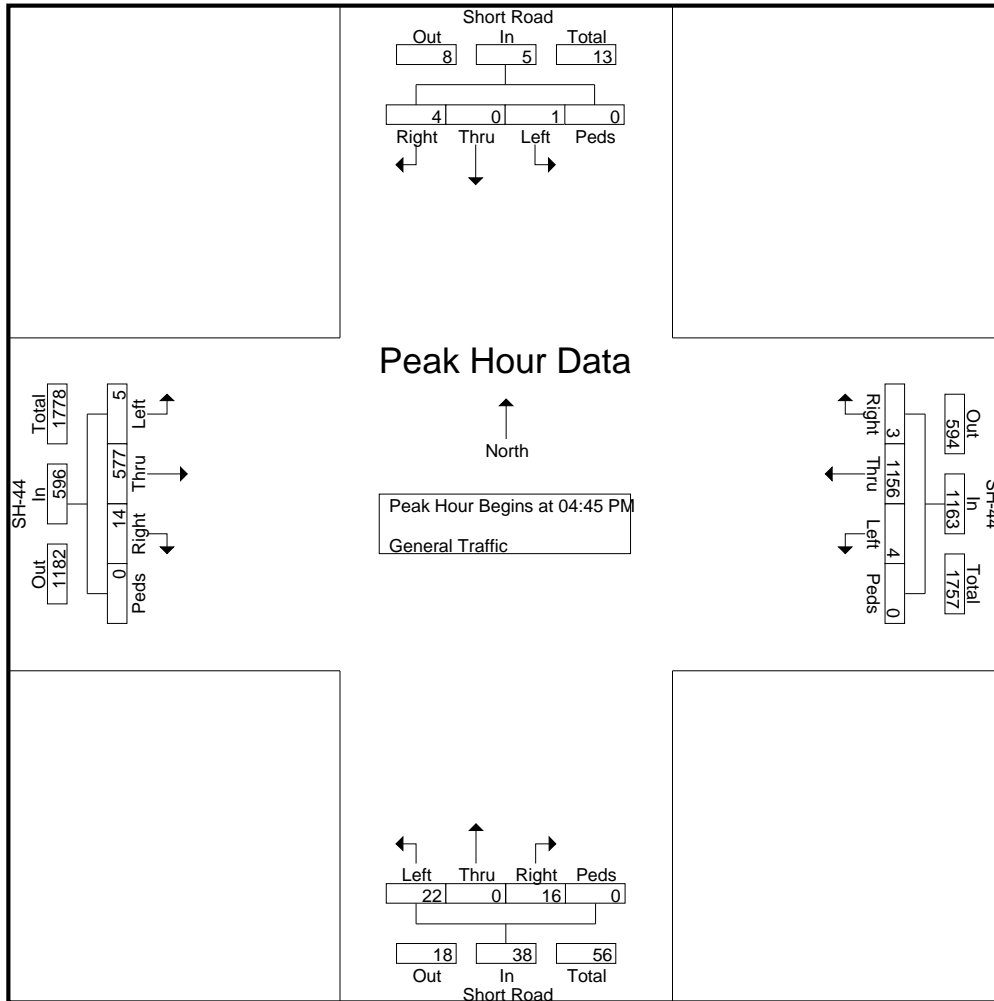 Short Road
Out In Total
8 5 13
4 0 1 0
Right Thru Left Peds
Peak Hour Data
North
Peak Hour Begins at 04:45 PM
General Traffic
SH-44
Total In Out
1778 596 1182
5 577 14 0
Left Thru Right Peds
SH-44
Out In Total
594 1163 1757
3 1156 4 0
Right Thru Left Peds
Left Thru Right Peds
22 0 16 0
18 38 56
Out In Total
Short Road